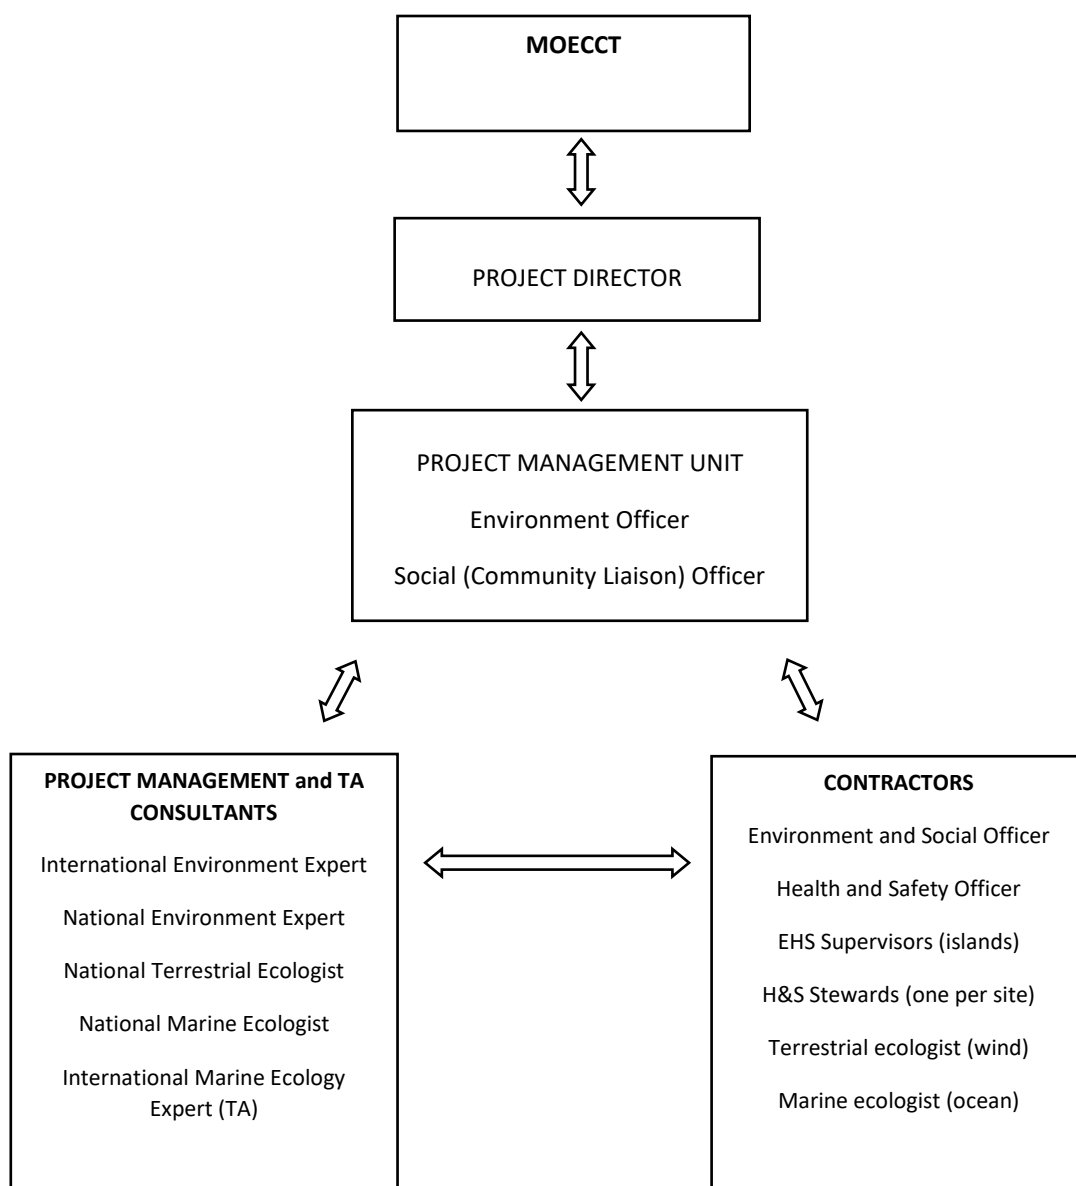 MOECCT
PROJECT DIRECTOR
PROJECT MANAGEMENT UNIT
Environment Officer
Social (Community Liaison) Officer
PROJECT MANAGEMENT and TA
CONSULTANTS
International Environment Expert
National Environment Expert
National Terrestrial Ecologist
National Marine Ecologist
International Marine Ecology
Expert (TA)
CONTRACTORS
Environment and Social Officer
Health and Safety Officer
EHS Supervisors (islands)
H&S Stewards (one per site)
Terrestrial ecologist (wind)
Marine ecologist (ocean)